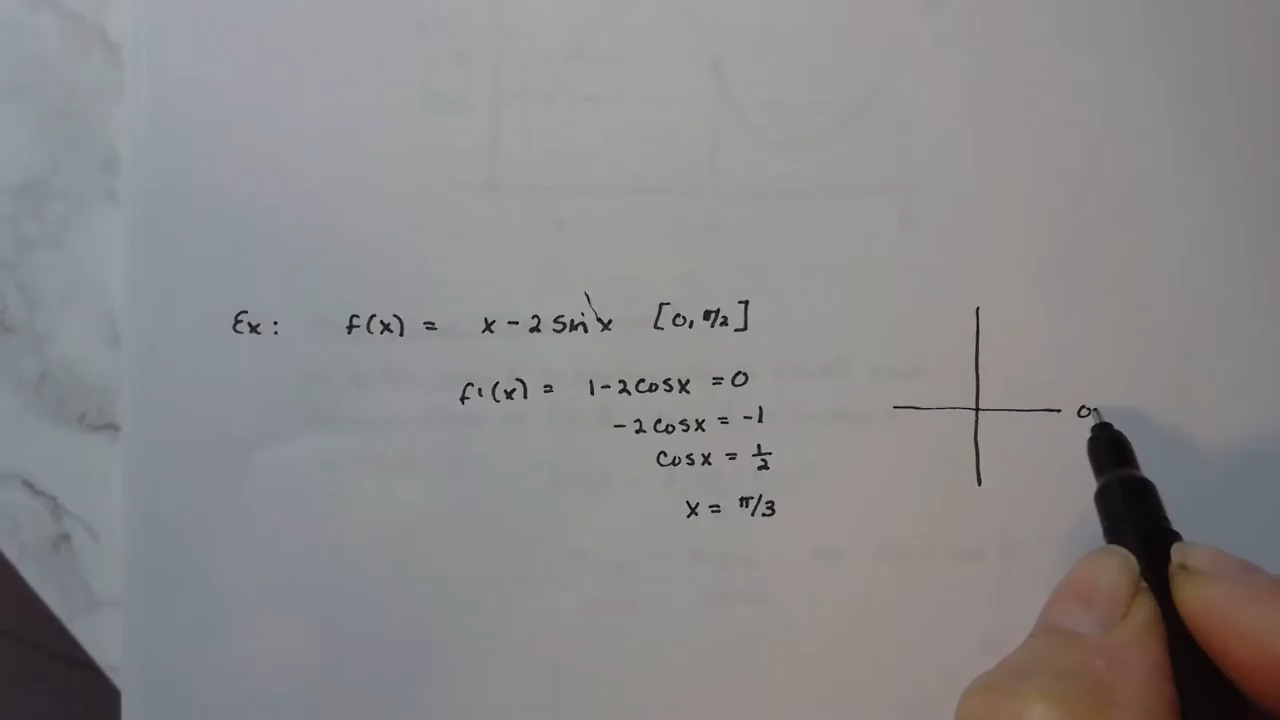 Ex: f(x) = x - 2 sin x [0, π/2]
f'(x) = 1 - 2cosx = 0
-2cosx = -1
0
cosx = 1/2
x = π/3